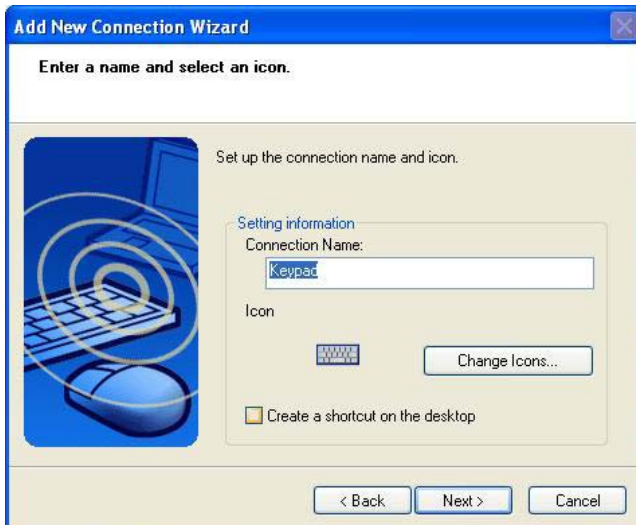 Add New Connection Wizard
Enter a name and select an icon.
Set up the connection name and icon.
Setting information
Connection Name:
Keypad
Icon
Change Icons...
Create a shortcut on the desktop
< Back
Next >
Cancel